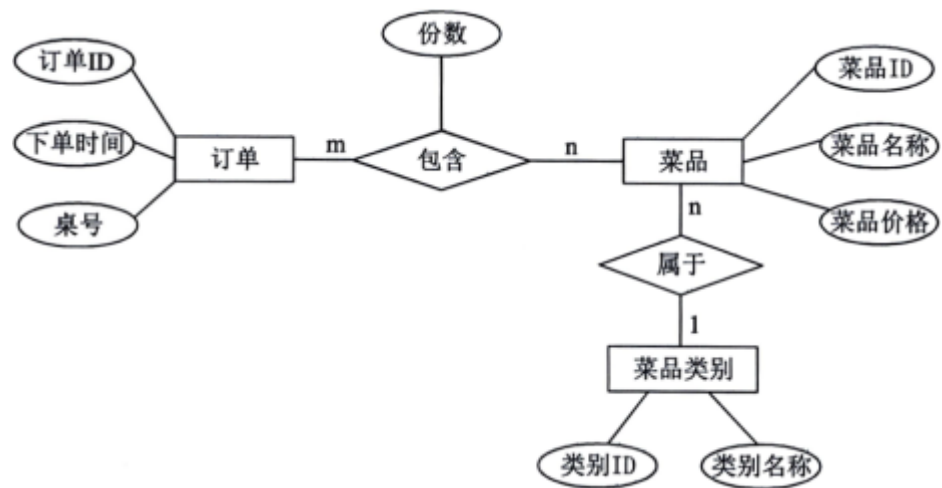 份数
订单ID
菜品ID
下单时间
订单
m
包含
n
菜品
菜品名称
桌号
n
菜品价格
属于
1
菜品类别
类别ID
类别名称